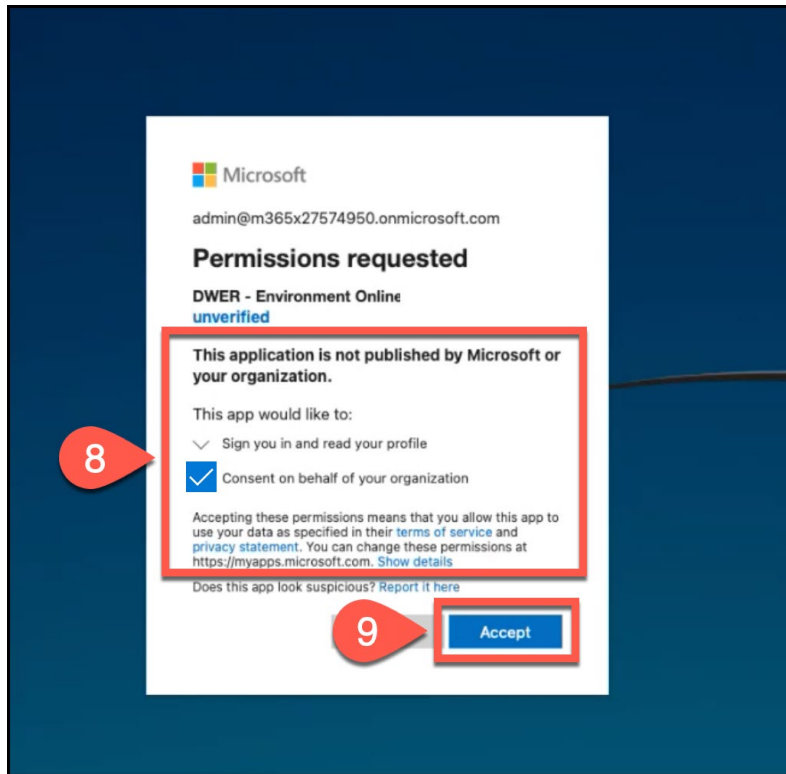 Microsoft
admin@m365x27574950.onmicrosoft.com
Permissions requested
DWER - Environment Online
unverified
This application is not published by Microsoft or
your organization.
This app would like to:
Sign you in and read your profile
8
Consent on behalf of your organization
Accepting these permissions means that you allow this app to
use your data as specified in their terms of service and
privacy statement. You can change these permissions at
https://myapps.microsoft.com. Show details
Does this app look suspicious? Report it here
9
Accept